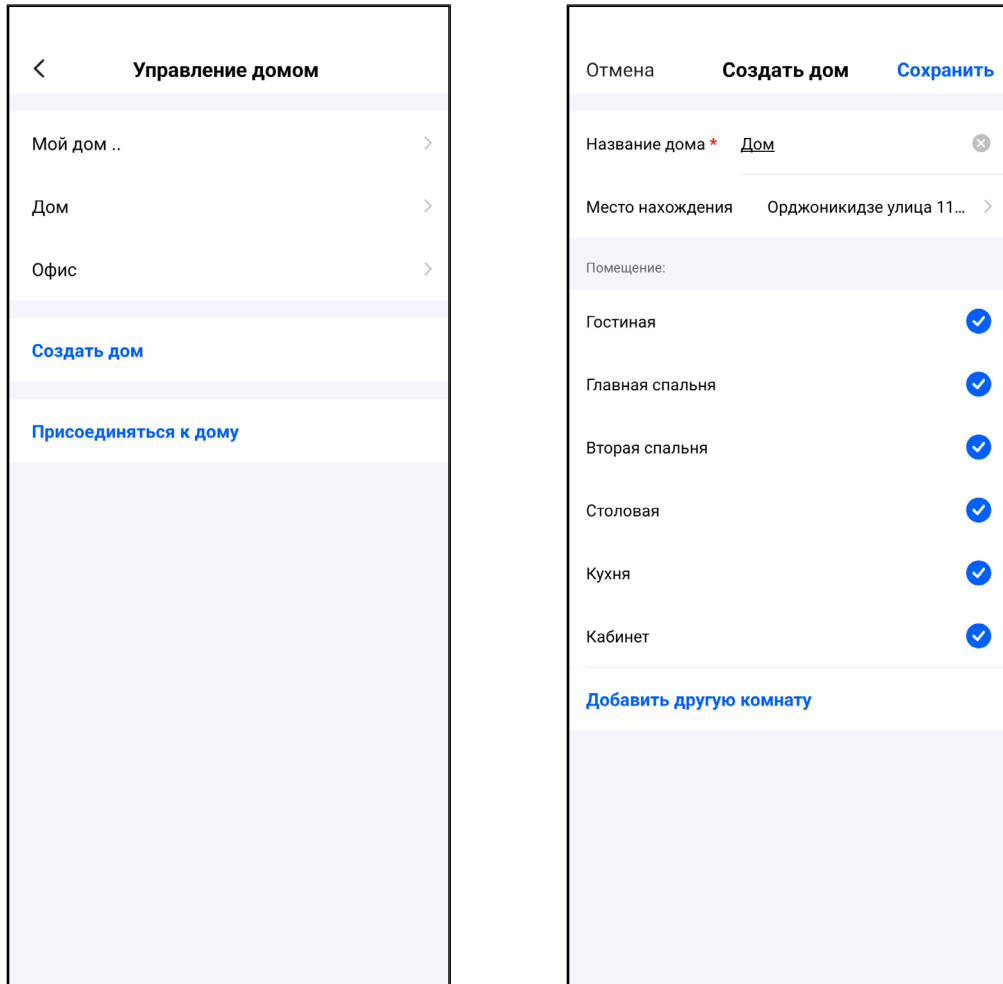 Управление домом
Мой дом ..
Дом
Офис
Создать дом
Присоединяться к дому
Отмена Создать дом Сохранить
Название дома * Дом
Место нахождения Орджоникидзе улица 11...
Помещение:
Гостиная
Главная спальня
Вторая спальня
Столовая
Кухня
Кабинет
Добавить другую комнату